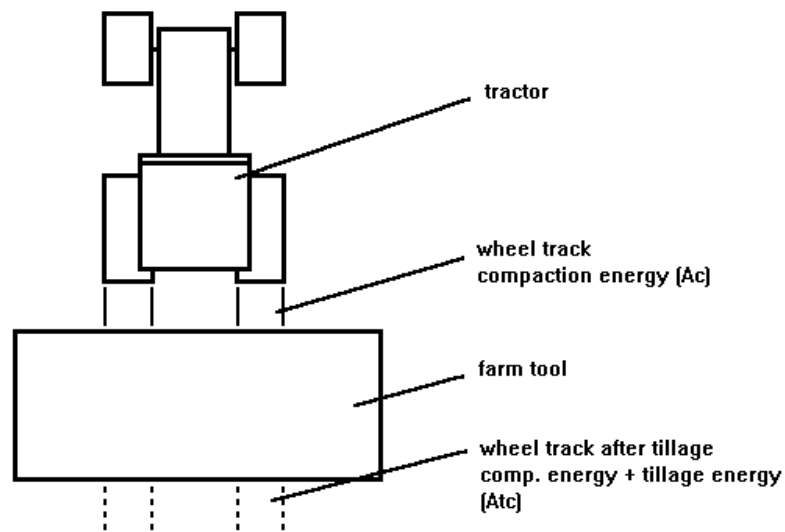 tractor
wheel track
compaction energy (Ac)
farm tool
wheel track after tillage
comp. energy + tillage energy
(Atc)